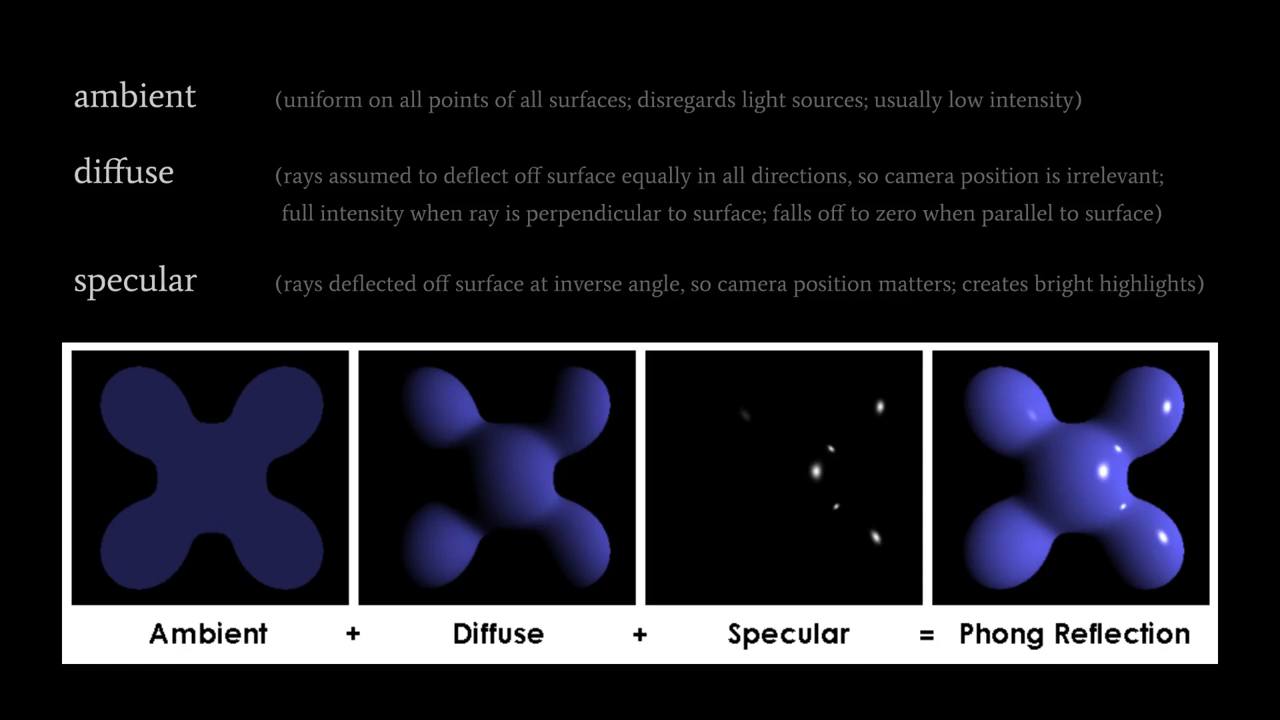 ambient (uniform on all points of all surfaces; disregards light sources; usually low intensity)
diffuse (rays assumed to deflect off surface equally in all directions, so camera position is irrelevant;
full intensity when ray is perpendicular to surface; falls off to zero when parallel to surface)
specular (rays deflected off surface at inverse angle, so camera position matters; creates bright highlights)
Ambient + Diffuse + Specular = Phong Reflection